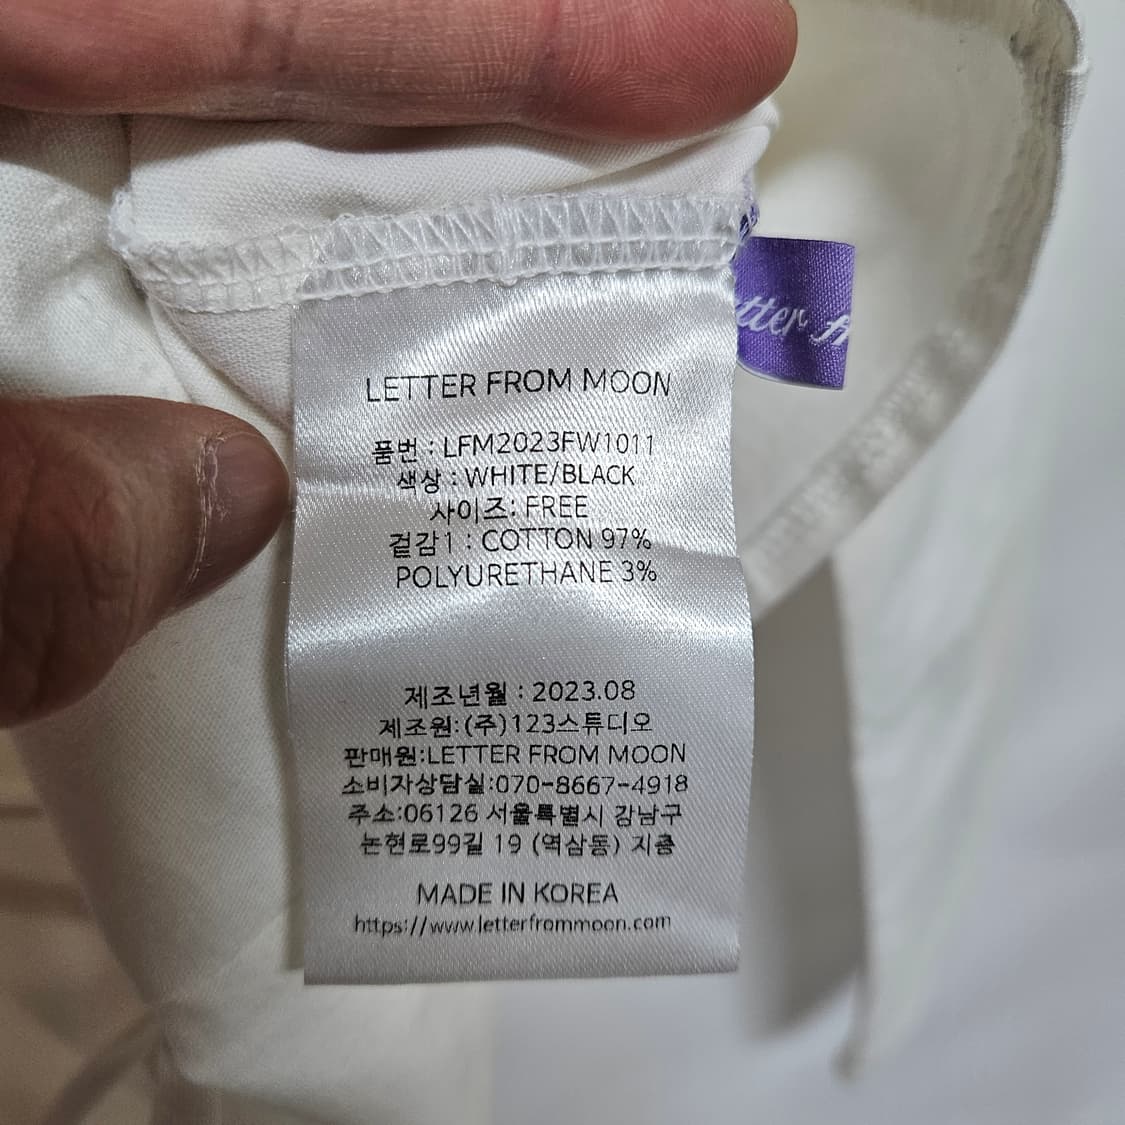 LETTER FROM MOON
품번 : LFM2023FW1011
색상 : WHITE/BLACK
사이즈: FREE
겉감1 : COTTON 97%
POLYURETHANE 3%
제조년월 : 2023.08
제조원:(주)123스튜디오
판매원:LETTER FROM MOON
소비자상담실:070-8667-4918
주소:06126 서울특별시 강남구
논현로99길 19 (역삼동) 지층
MADE IN KOREA
https://www.letterfrommoon.com